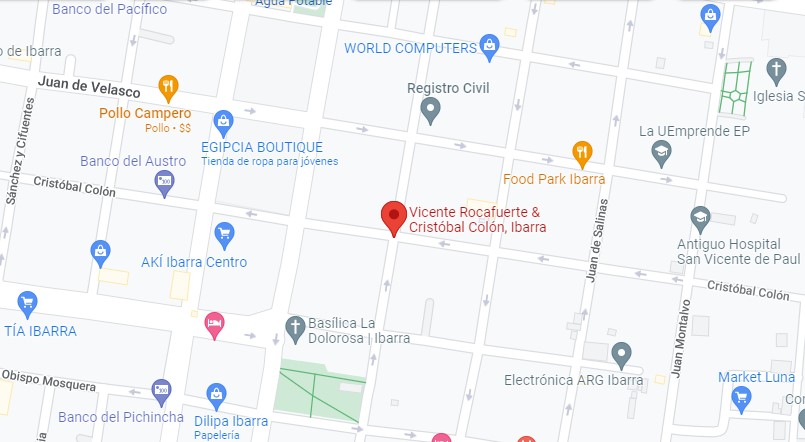 Banco del Pacífico
Agua Potable
WORLD COMPUTERS
o de Ibarra
Juan de Velasco
Registro Civil
Iglesia S
Pollo Campero
Pollo • $$
EGIPCIA BOUTIQUE
Tienda de ropa para jóvenes
La UEmprende EP
Sánchez y Cifuentes
Banco del Austro
Food Park Ibarra
Cristóbal Colón
Vicente Rocafuerte &
Cristóbal Colón, Ibarra
Juan de Salinas
Antiguo Hospital
San Vicente de Paul
AKÍ Ibarra Centro
Cristóbal Colón
TÍA IBARRA
Basílica La
Dolorosa | Ibarra
Juan Montalvo
Obispo Mosquera
Electrónica ARG Ibarra
Market Luna
Banco del Pichincha
Dilipa Ibarra
Papelería
Con